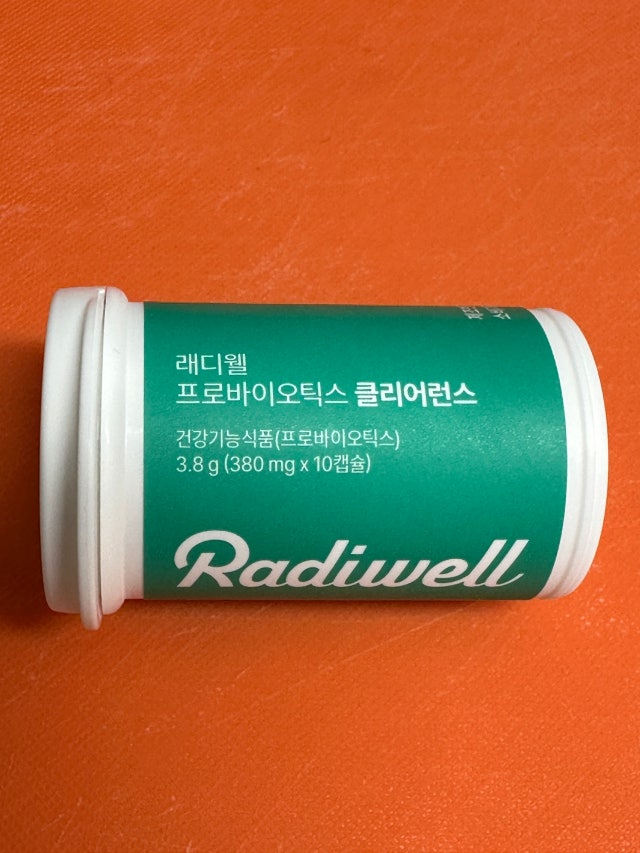 래디웰
프로바이오틱스 클리어런스
건강기능식품(프로바이오틱스)
3.8 g (380 mg x 10캡슐)
Radiwell